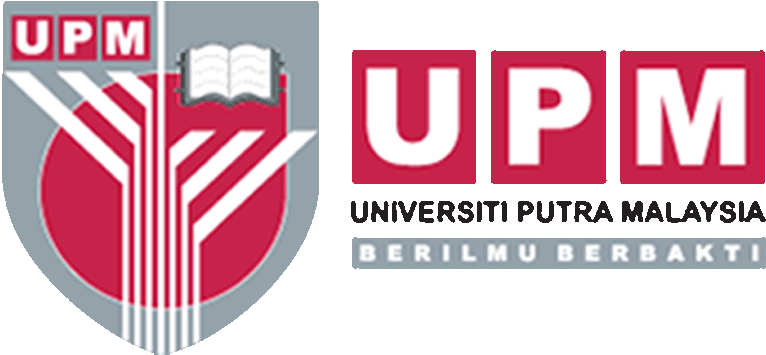 UPM
UPM
UNIVERSITI PUTRA MALAYSIA
BERILMU BERBAKTI